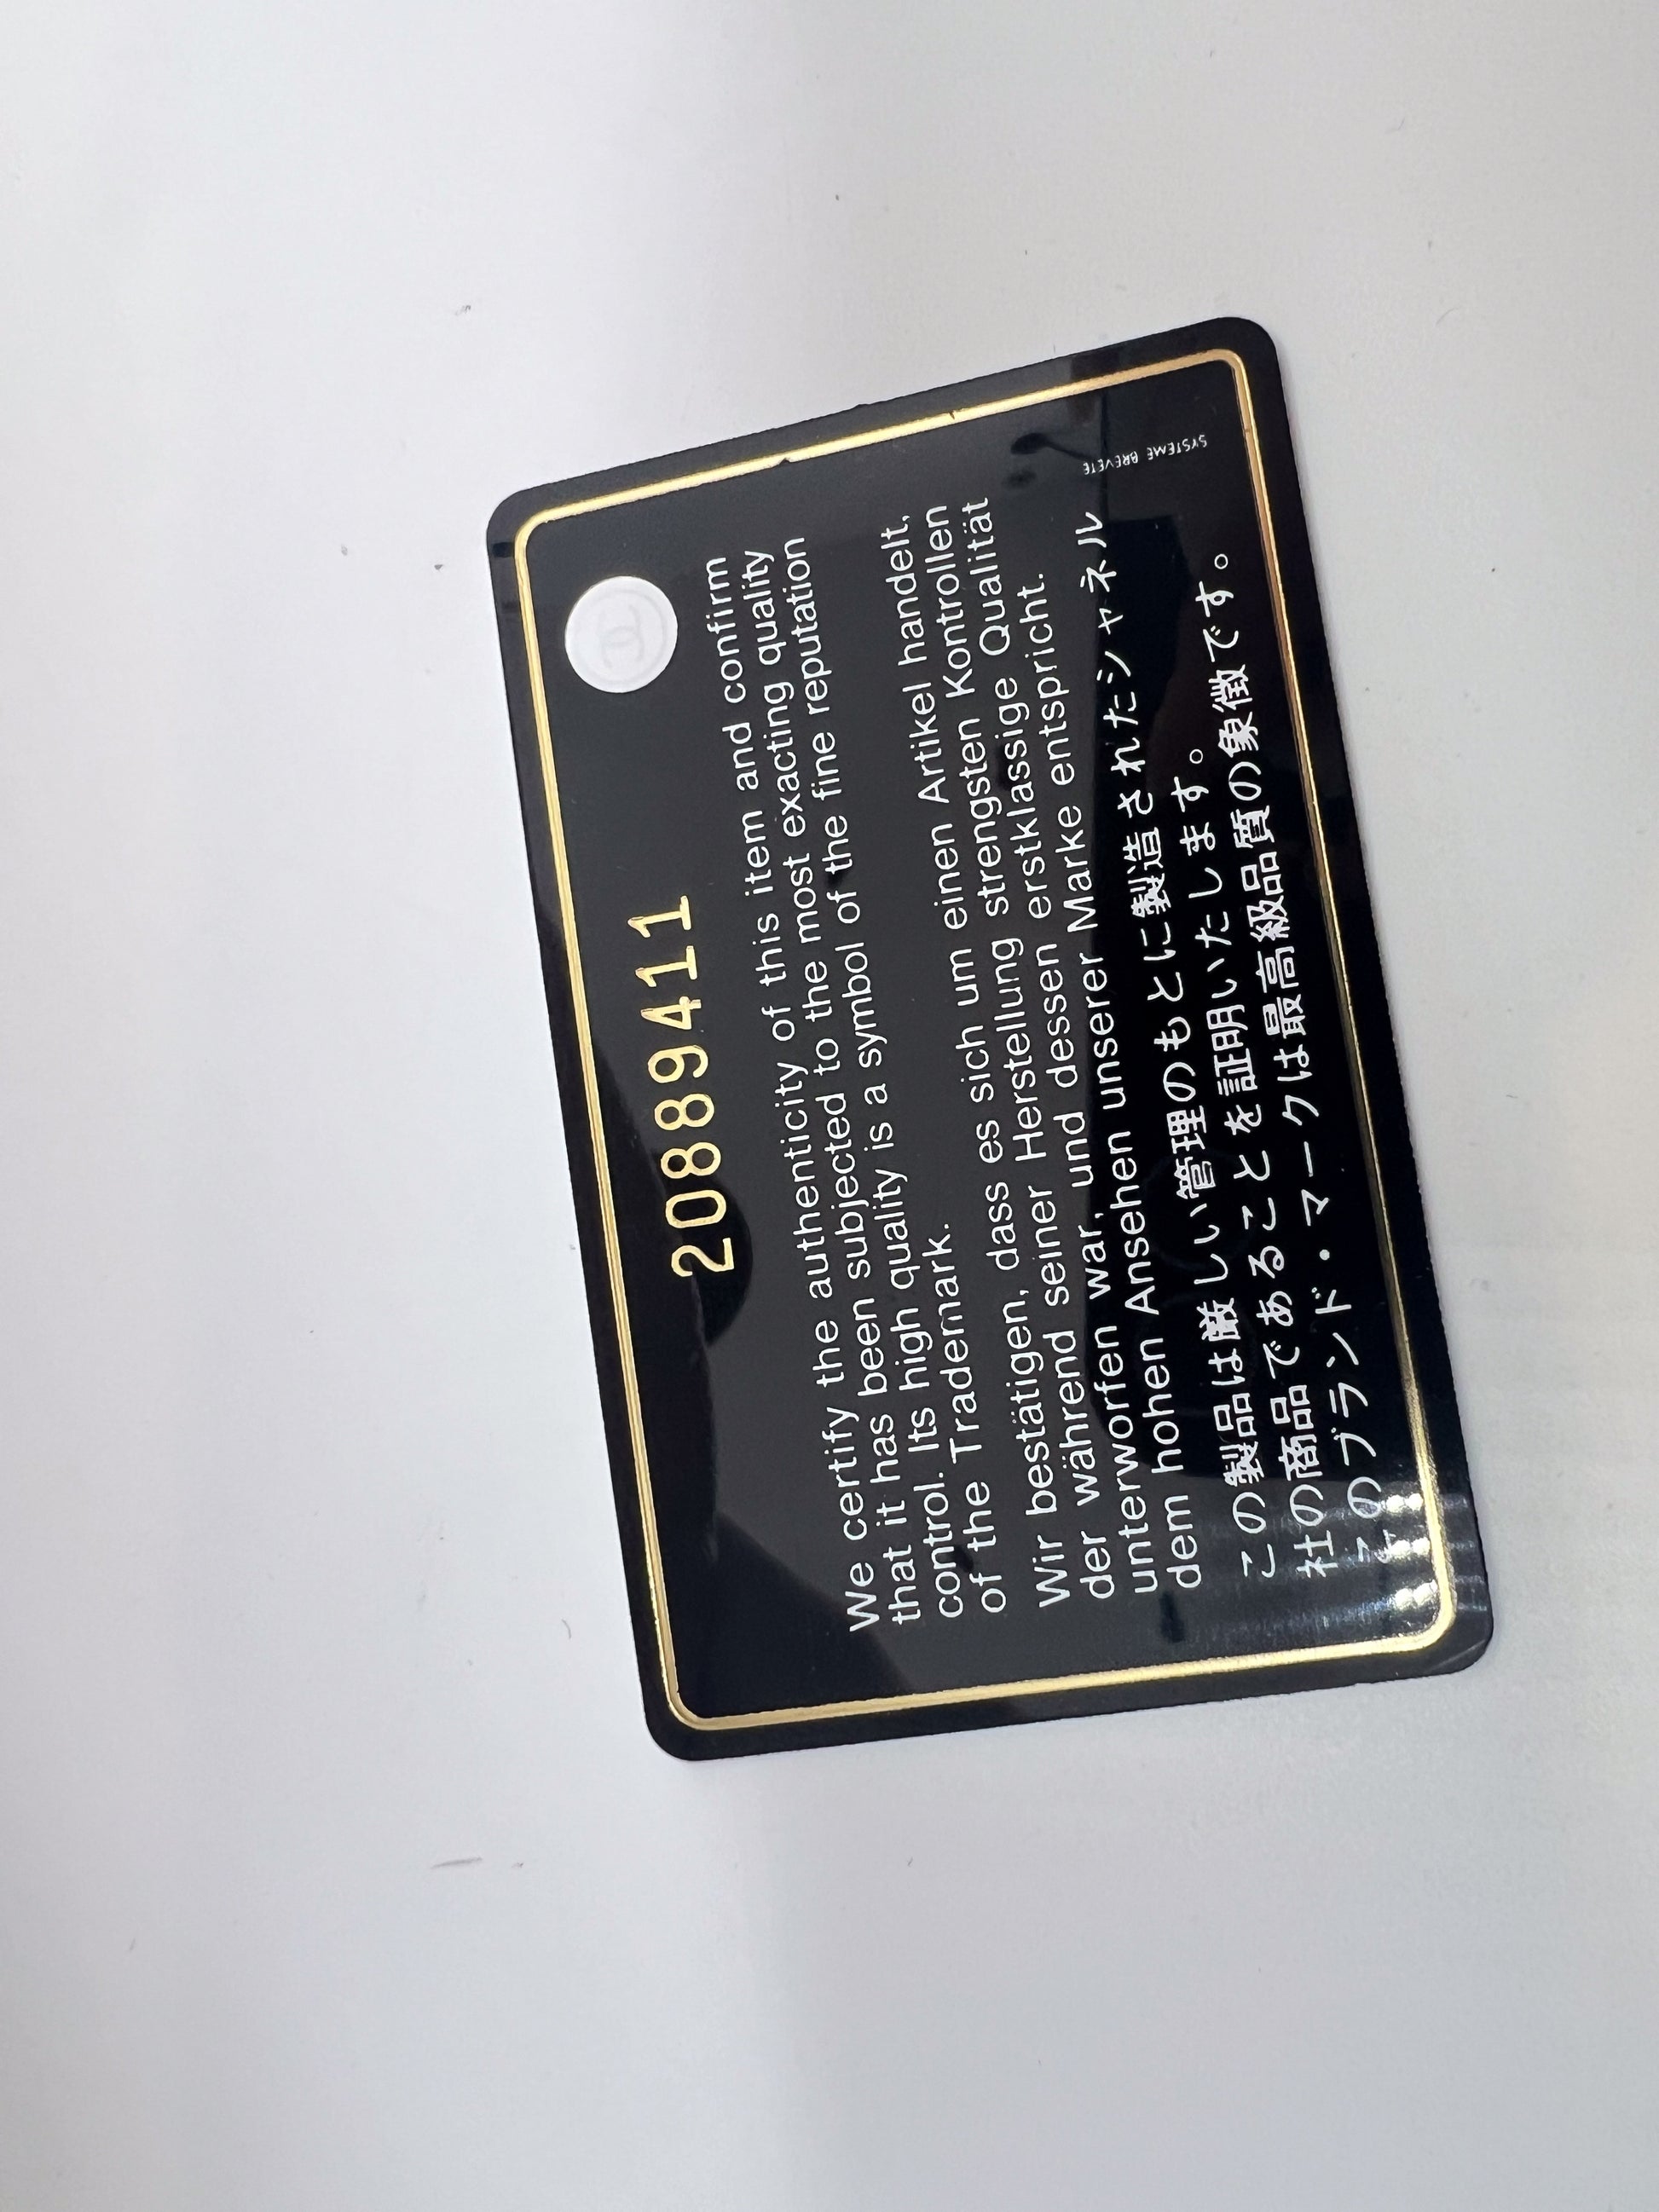 20889411
We certify the authenticity of this item and confirm
that it has been subjected to the most exacting quality
control. Its high quality is a symbol of the fine reputation
of the Trademark.
Wir bestätigen, dass es sich um einen Artikel handelt,
der während seiner Herstellung strengsten Kontrollen
unterworfen war, und dessen erstklassige Qualität
dem hohen Ansehen unserer Marke entspricht.
この製品は厳しい管理のもとに製造されたシャネル
社の商品であることを証明いたします。
このブランド・マークは最高級品質の象徴です。
SYSTEME BREVETE